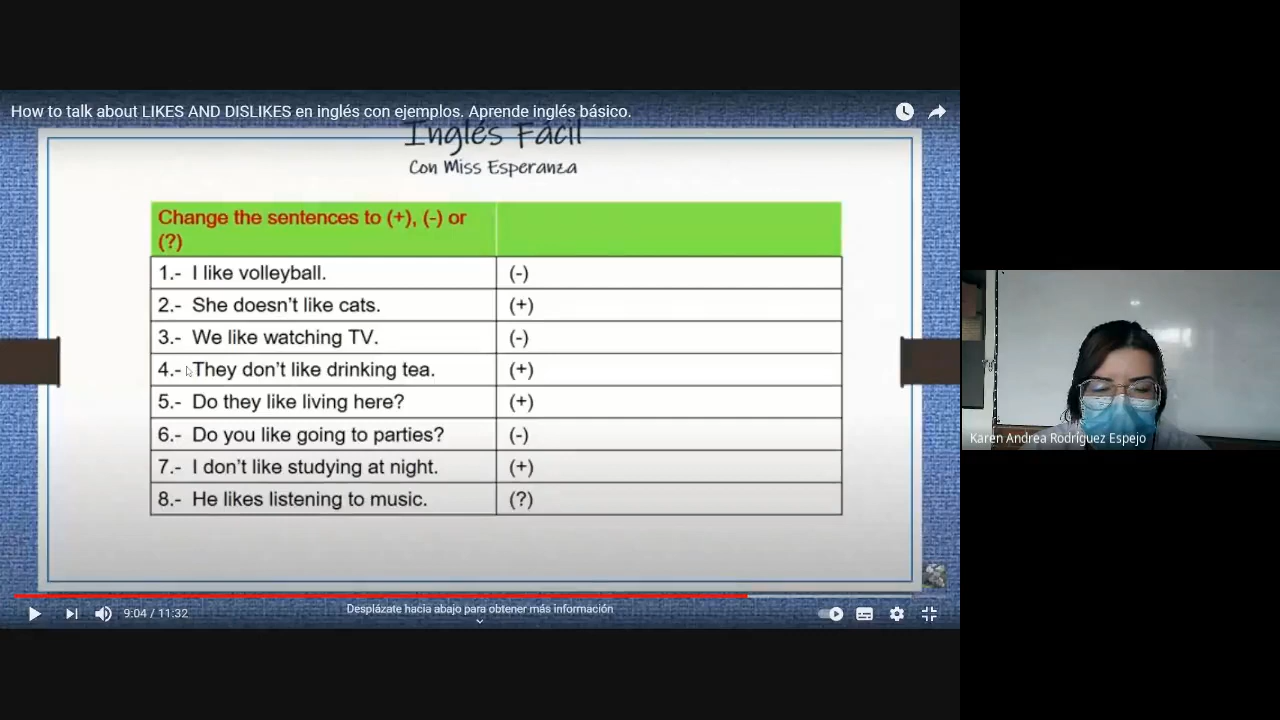 How to talk about LIKES AND DISLIKES en inglés con ejemplos. Aprende inglés básico.
Inglés Fácil
Con Miss Esperanza
Change the sentences to (+), (-) or
(?)
1.- I like volleyball. (-)
2.- She doesn't like cats. (+)
3.- We like watching TV. (-)
4.- They don't like drinking tea. (+)
5.- Do they like living here? (+)
6.- Do you like going to parties? (-)
7.- I don't like studying at night. (+)
8.- He likes listening to music. (?)
Karen Andrea Rodríguez Espejo
9:04 / 11:32
Desplázate hacia abajo para obtener más información